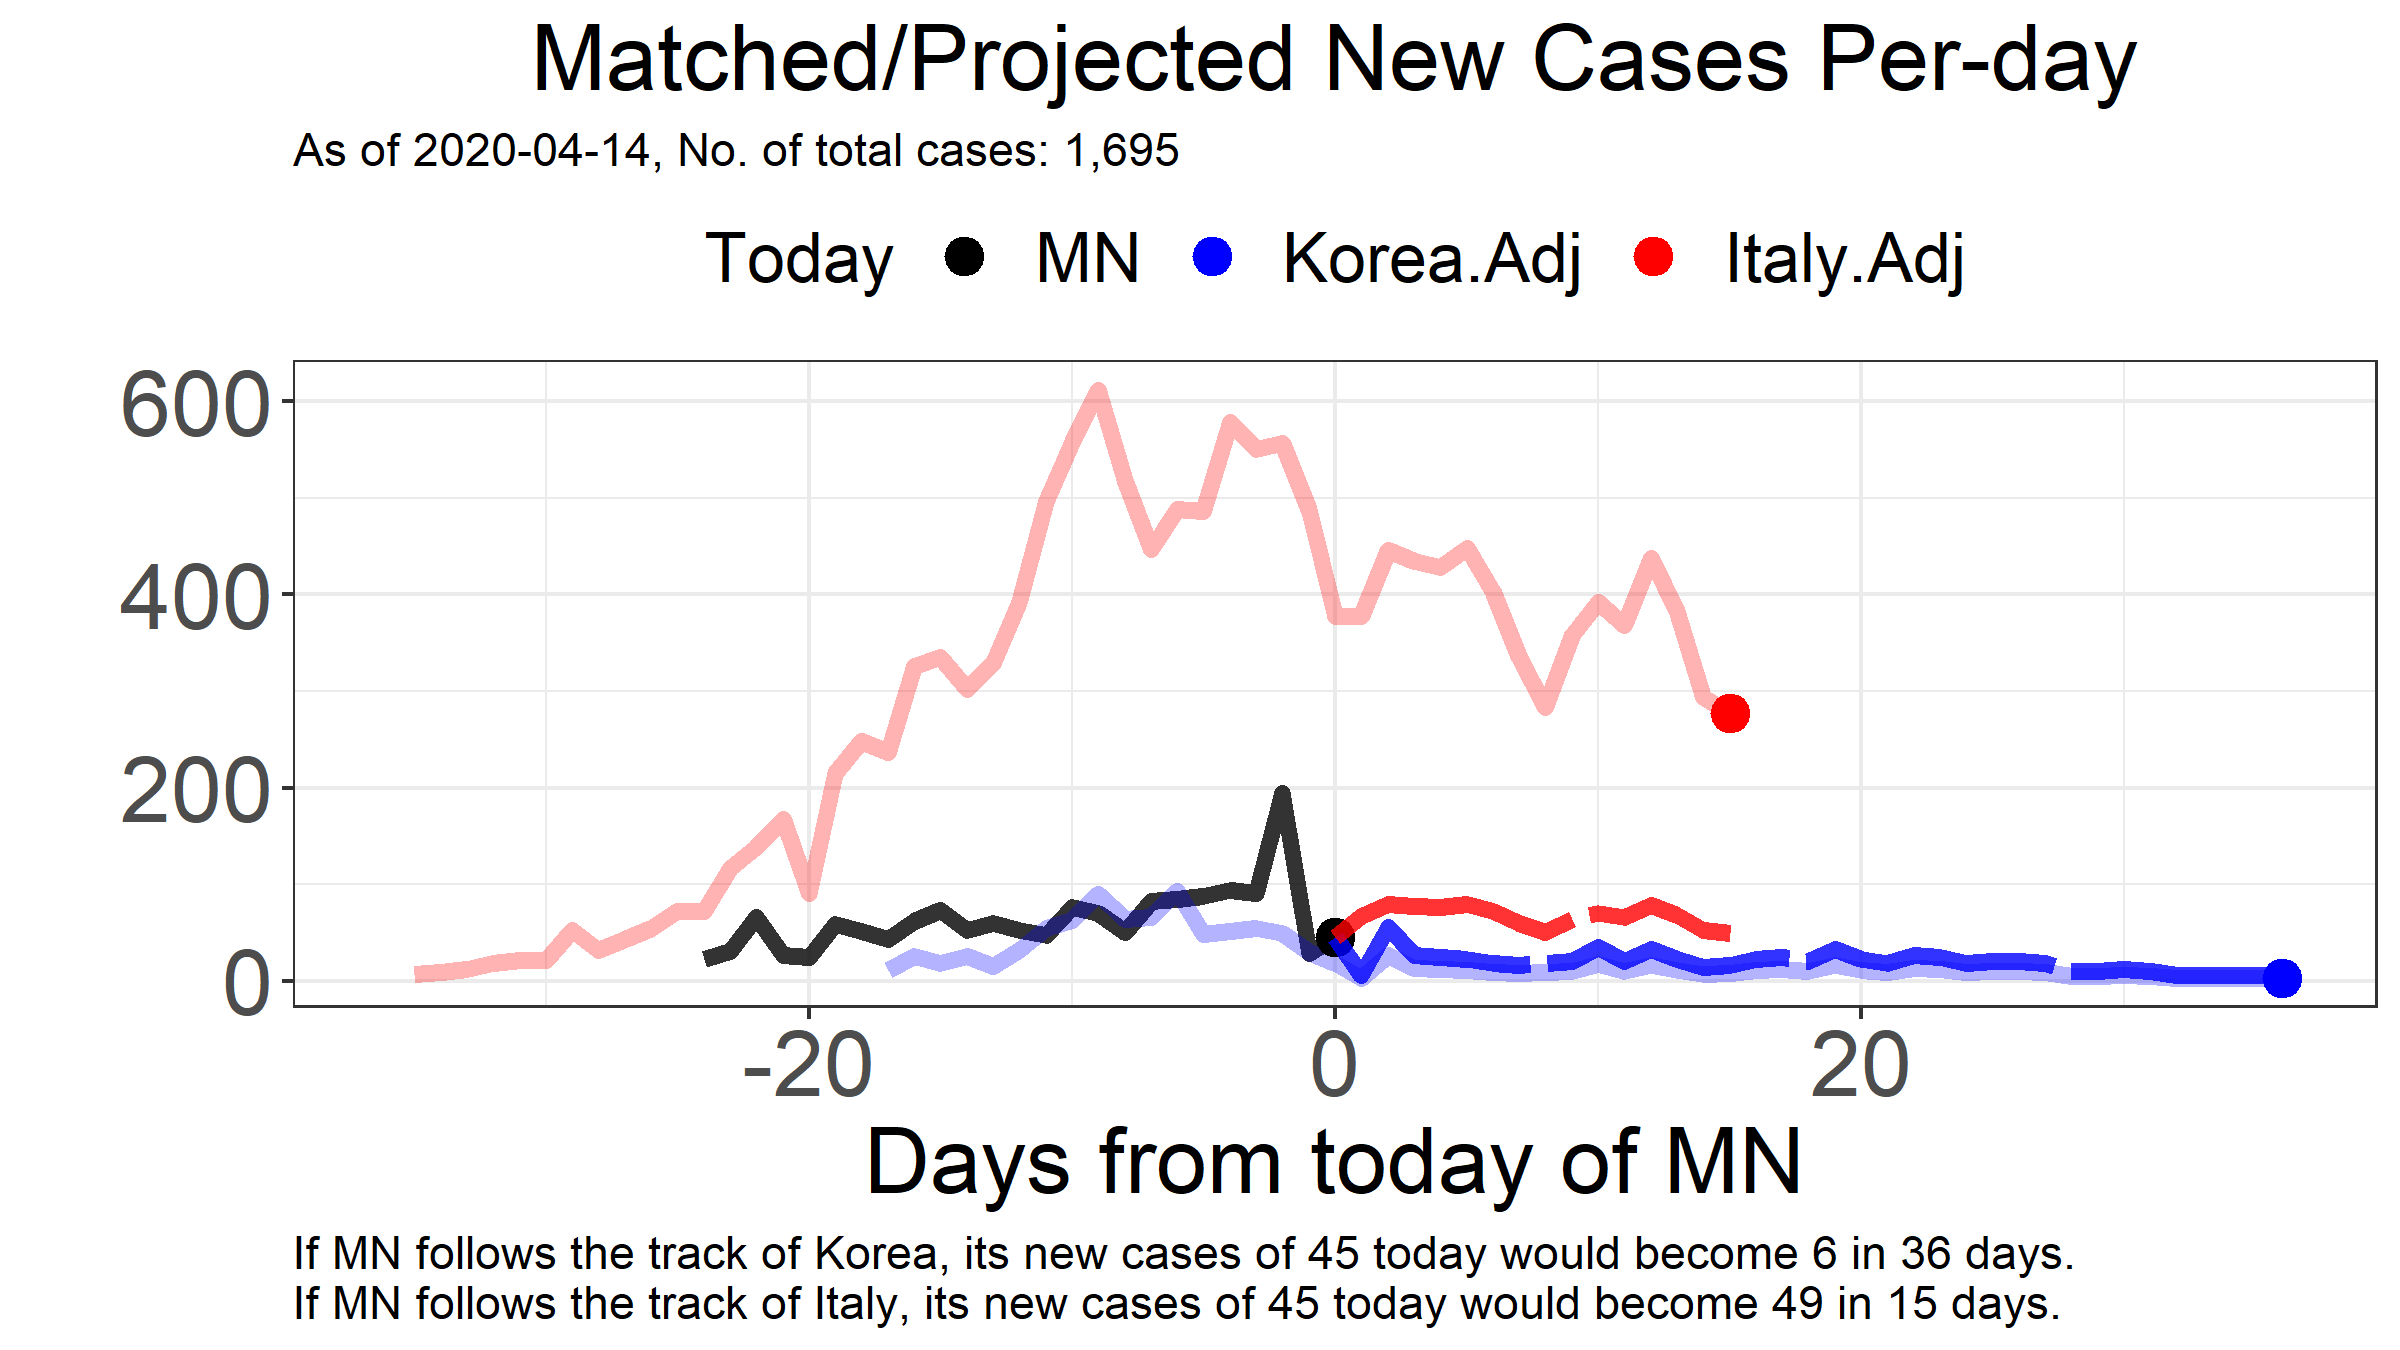 Matched/Projected New Cases Per-day
As of 2020-04-14, No. of total cases: 1,695
Today MN Korea.Adj Italy.Adj
600
400
200
0
-20 0 20
Days from today of MN
If MN follows the track of Korea, its new cases of 45 today would become 6 in 36 days.
If MN follows the track of Italy, its new cases of 45 today would become 49 in 15 days.